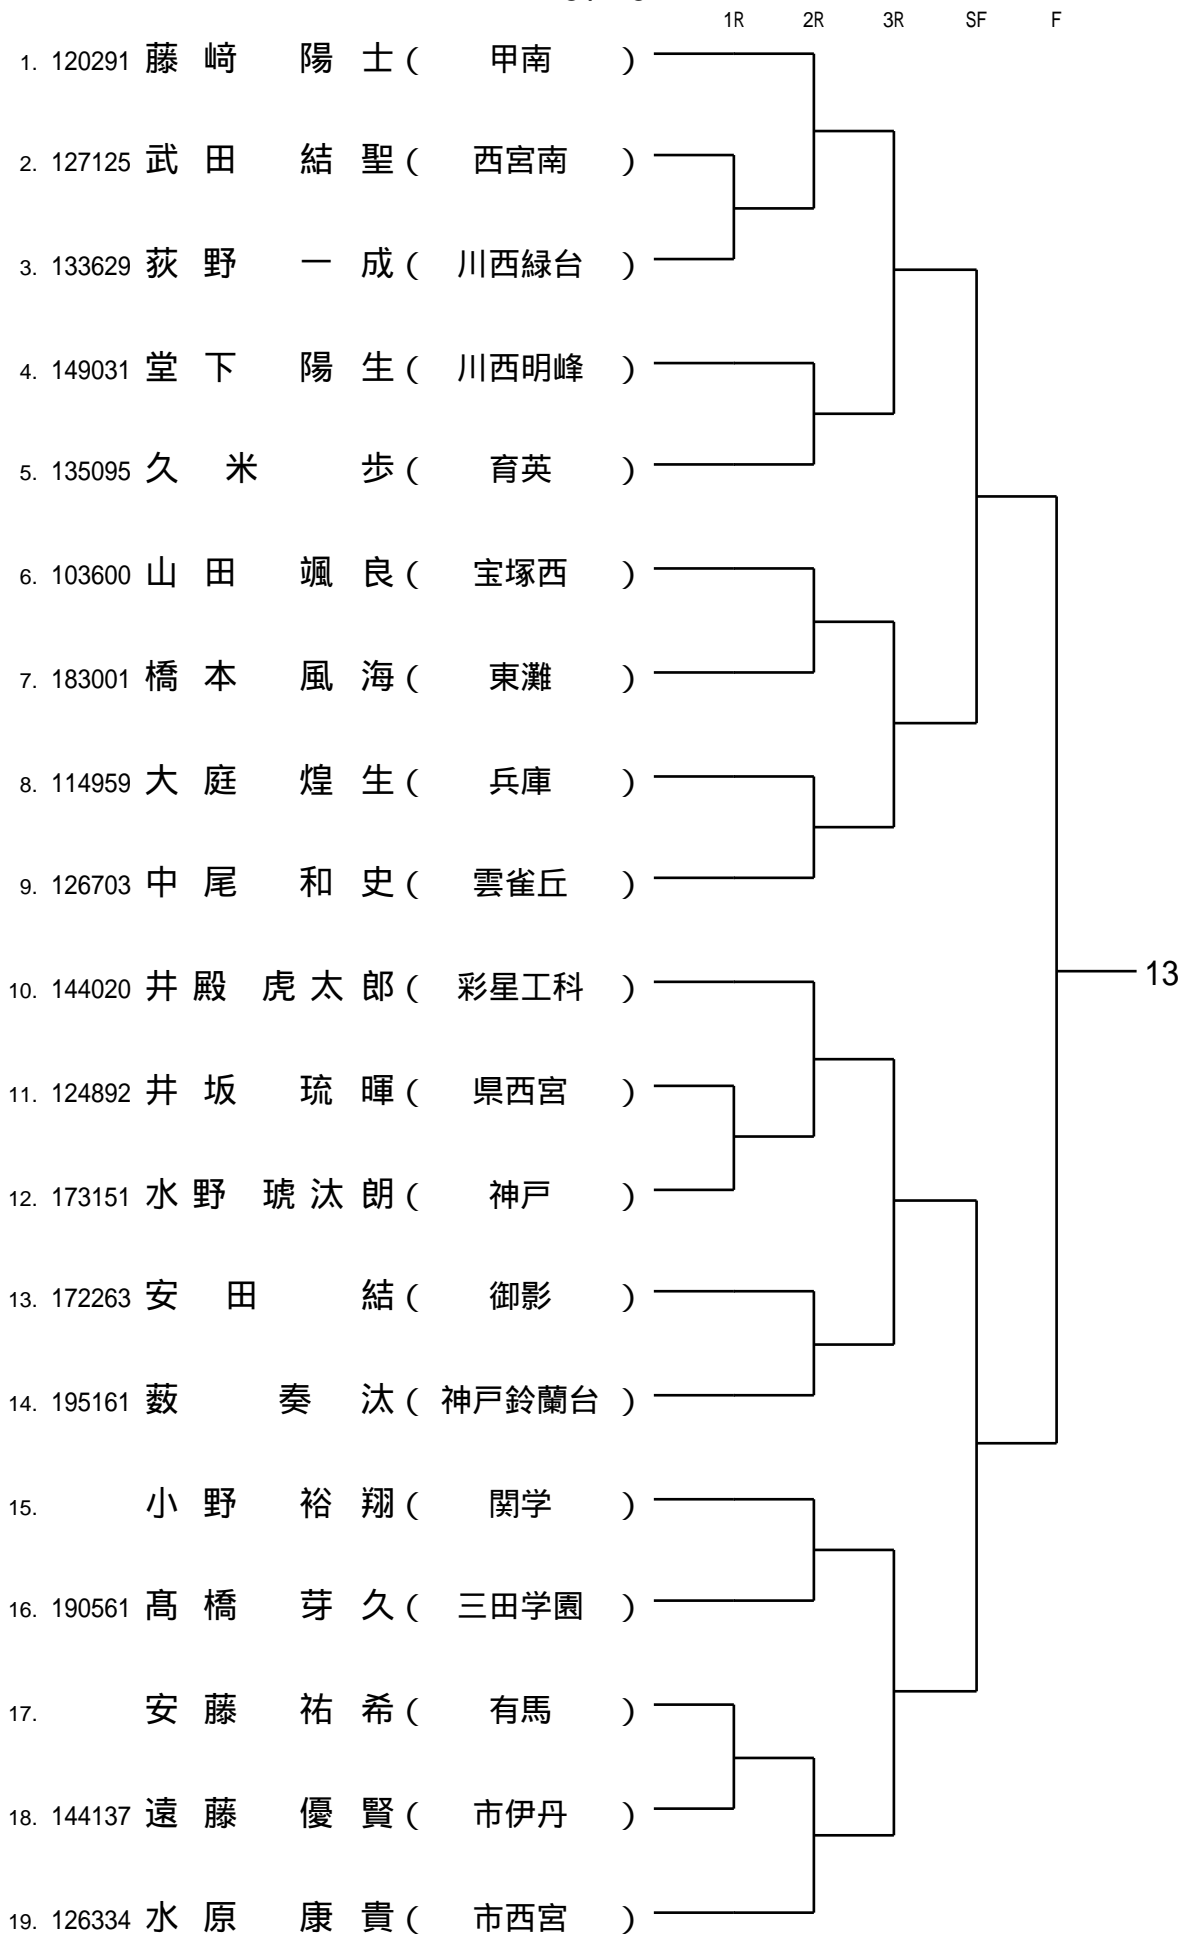 1R 2R 3R SF F
1. 120291 藤﨑 陽士 ( 甲南 )
2. 127125 武田 結聖 ( 西宮南 )
3. 133629 荻野 一成 ( 川西緑台 )
4. 149031 堂下 陽生 ( 川西明峰 )
5. 135095 久米 歩 ( 育英 )
6. 103600 山田 颯良 ( 宝塚西 )
7. 183001 橋本 風海 ( 東灘 )
8. 114959 大庭 煌生 ( 兵庫 )
9. 126703 中尾 和史 ( 雲雀丘 )
13
10. 144020 井殿 虎太郎 ( 彩星工科 )
11. 124892 井坂 琉暉 ( 県西宮 )
12. 173151 水野 琥汰朗 ( 神戸 )
13. 172263 安田 結 ( 御影 )
14. 195161 薮 奏汰 ( 神戸鈴蘭台 )
15. 小野 裕翔 ( 関学 )
16. 190561 髙橋 芽久 ( 三田学園 )
17. 安藤 祐希 ( 有馬 )
18. 144137 遠藤 優賢 ( 市伊丹 )
19. 126334 水原 康貴 ( 市西宮 )